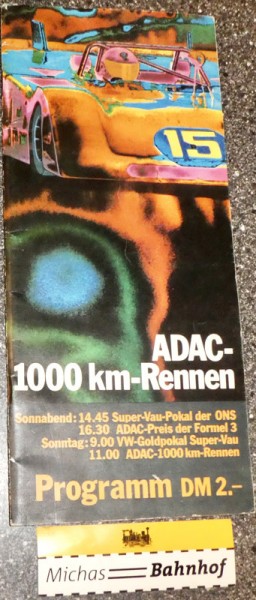 15
ADAC-
1000 km-Rennen
Sonnabend: 14.45 Super-Vau-Pokal der ONS
16.30 ADAC-Preis der Formel 3
Sonntag: 9.00 VW-Goldpokal Super-Vau
11.00 ADAC-1000 km-Rennen
Programm DM 2.-
Michas Bahnhof